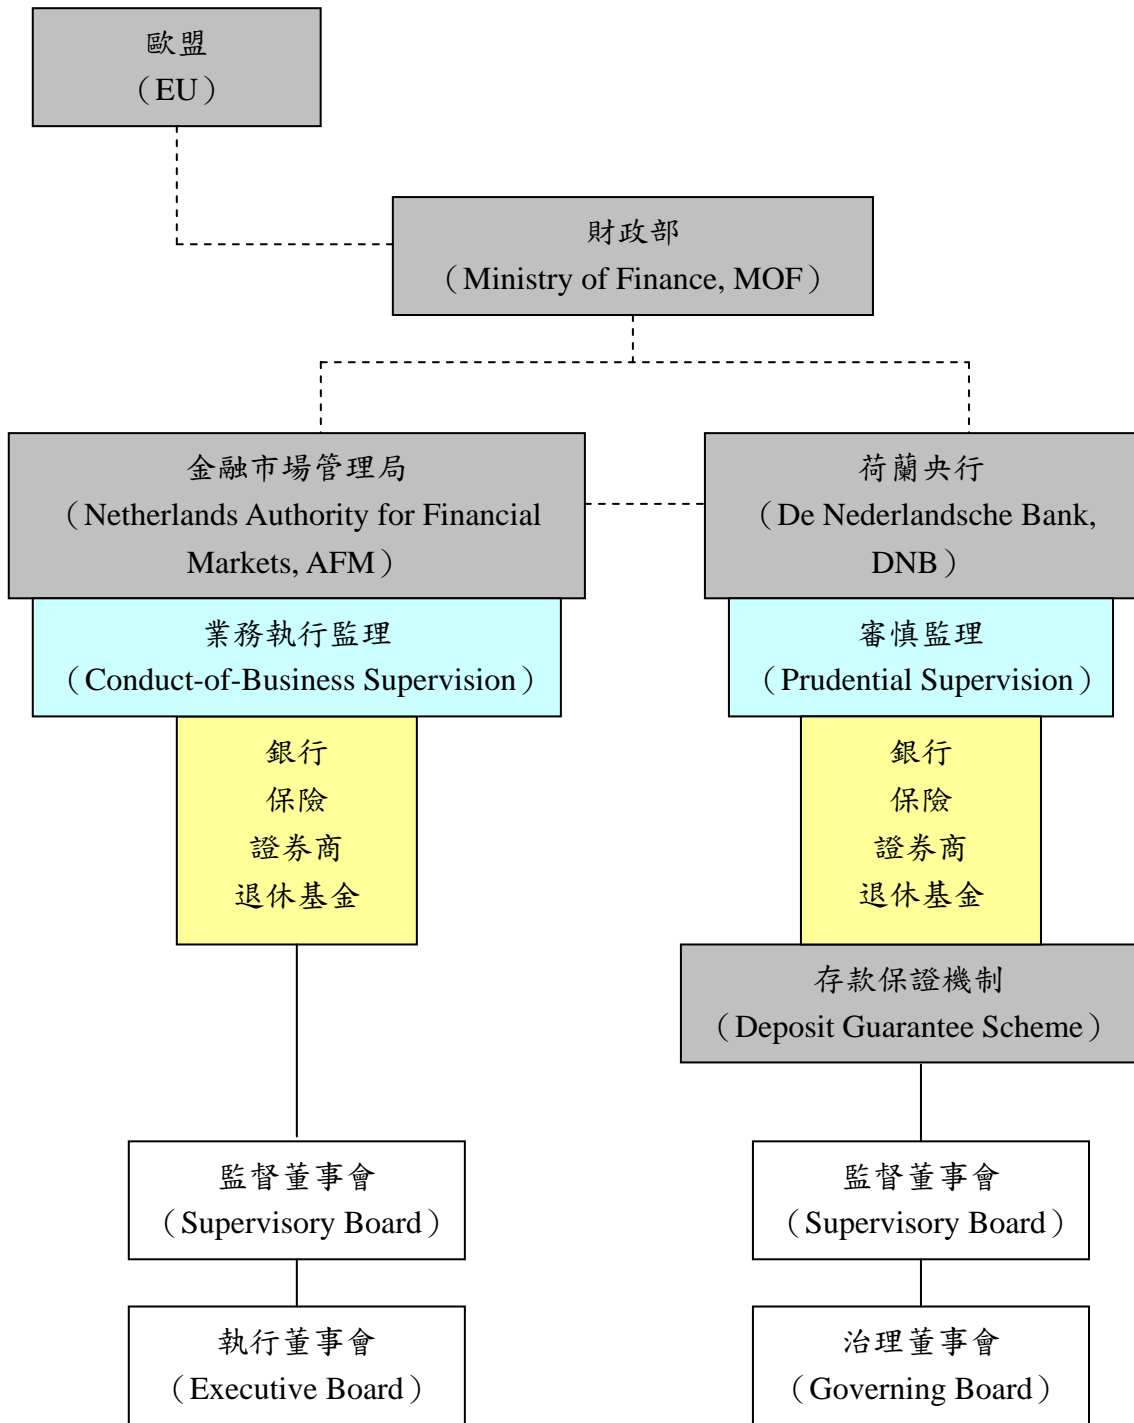 歐盟
（EU）
財政部
（Ministry of Finance, MOF）
金融市場管理局
（Netherlands Authority for Financial
Markets, AFM）
荷蘭央行
（De Nederlandsche Bank,
DNB）
業務執行監理
（Conduct-of-Business Supervision）
審慎監理
（Prudential Supervision）
銀行
保險
證券商
退休基金
銀行
保險
證券商
退休基金
存款保證機制
（Deposit Guarantee Scheme）
監督董事會
（Supervisory Board）
監督董事會
（Supervisory Board）
執行董事會
（Executive Board）
治理董事會
（Governing Board）